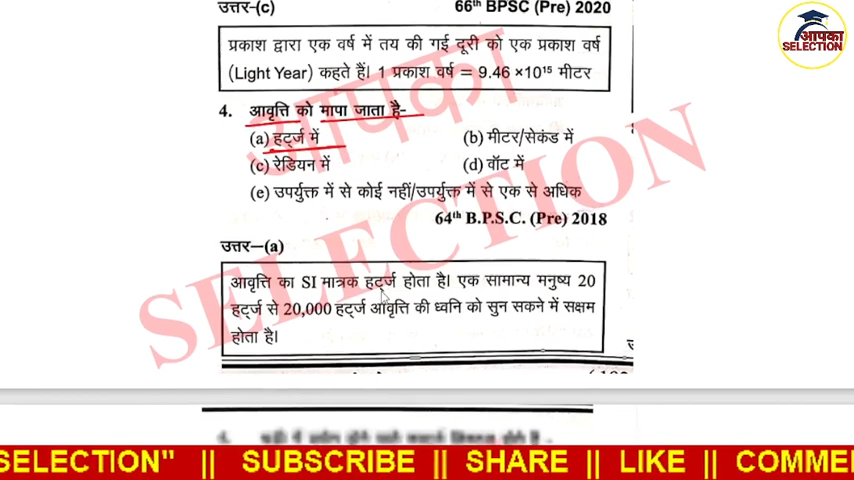 उत्तर-(c) 66th BPSC (Pre) 2020
आपका
SELECTION
प्रकाश द्वारा एक वर्ष में तय की गई दूरी को एक प्रकाश वर्ष
(Light Year) कहते हैं। 1 प्रकाश वर्ष = 9.46 ×10¹⁵ मीटर
4. आवृत्ति को मापा जाता है-
(a) हर्ट्ज में (b) मीटर/सेकंड में
(c) रेडियन में (d) वॉट में
(e) उपर्युक्त में से कोई नहीं/उपर्युक्त में से एक से अधिक
64th B.P.S.C. (Pre) 2018
उत्तर–(a)
आवृत्ति का SI मात्रक हर्ट्ज होता है। एक सामान्य मनुष्य 20
हर्ट्ज से 20,000 हर्ट्ज आवृत्ति की ध्वनि को सुन सकने में सक्षम
होता है।
आपका
SELECTION
SELECTION" || SUBSCRIBE || SHARE || LIKE || COMME